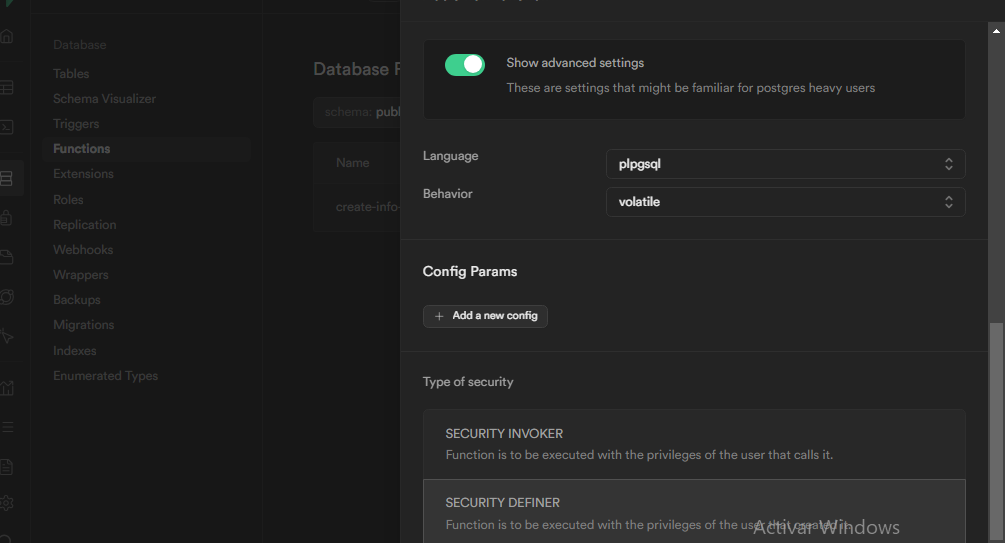 Database
Tables
Schema Visualizer
Triggers
Functions
Extensions
Roles
Replication
Webhooks
Wrappers
Backups
Migrations
Indexes
Enumerated Types
Database F
schema: publ
Name
create-info-
Show advanced settings
These are settings that might be familiar for postgres heavy users
Language
plpgsql
Behavior
volatile
Config Params
+ Add a new config
Type of security
SECURITY INVOKER
Function is to be executed with the privileges of the user that calls it.
SECURITY DEFINER
Function is to be executed with the privileges of the user that created it.
Activar Windows